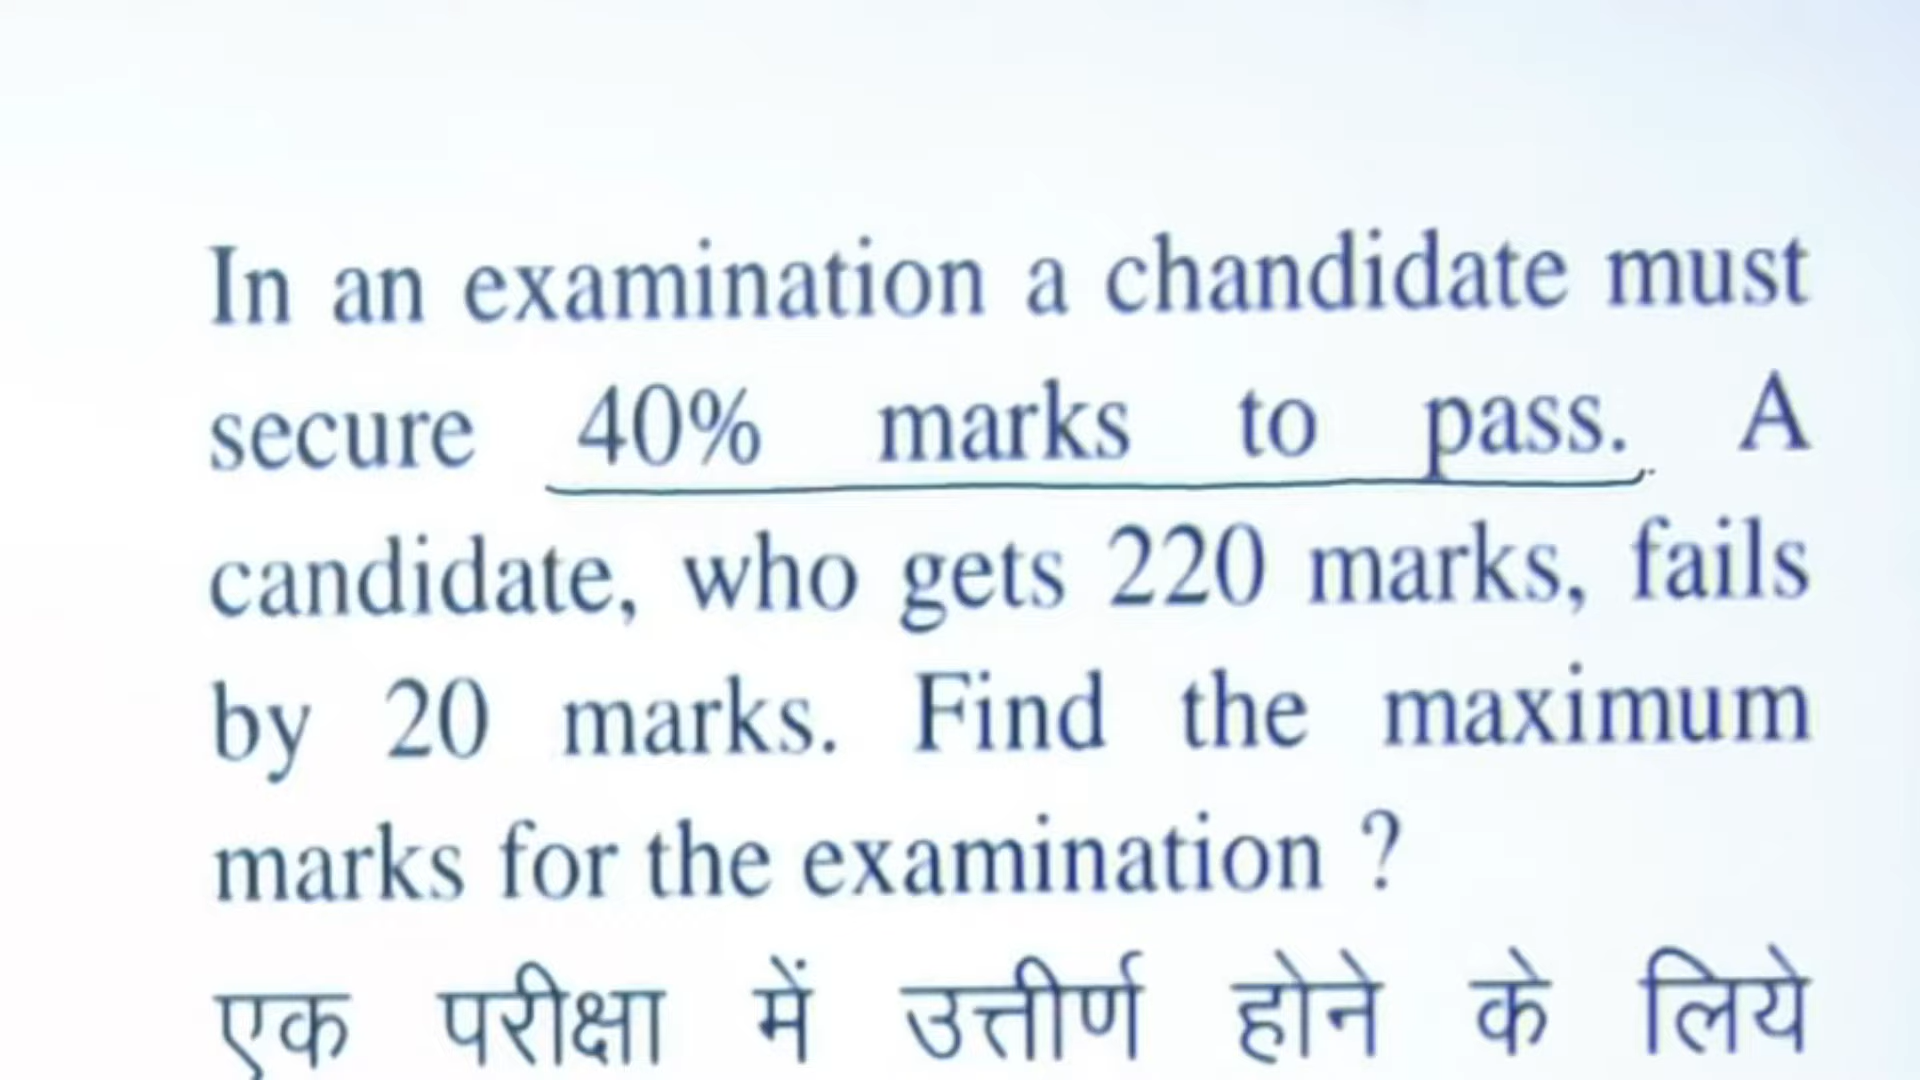 In an examination a chandidate must
secure 40% marks to pass. A
candidate, who gets 220 marks, fails
by 20 marks. Find the maximum
marks for the examination ?
एक परीक्षा में उत्तीर्ण होने के लिये